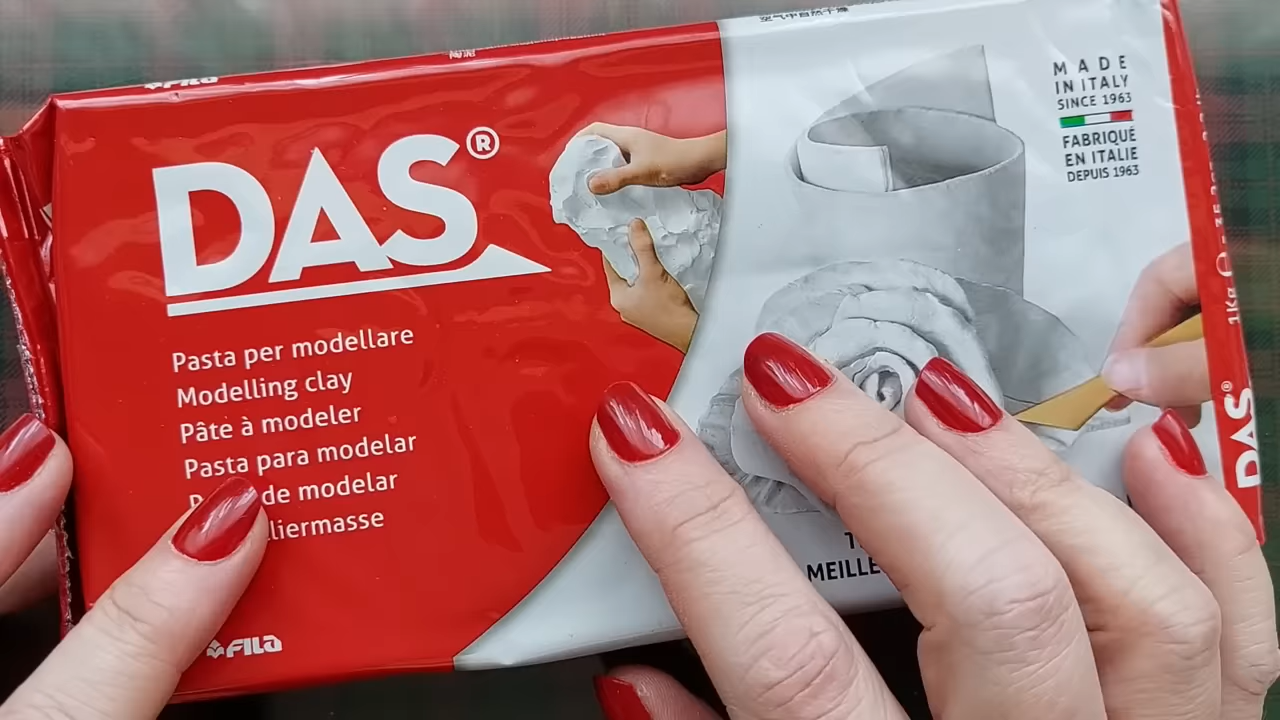 FILA
DAS®
Pasta per modellare
Modelling clay
Pâte à modeler
Pasta para modelar
de modelar
liermasse
FILA
MADE
IN ITALY
SINCE 1963
FABRIQUÉ
EN ITALIE
DEPUIS 1963
MEILLE
1Kg
DAS®